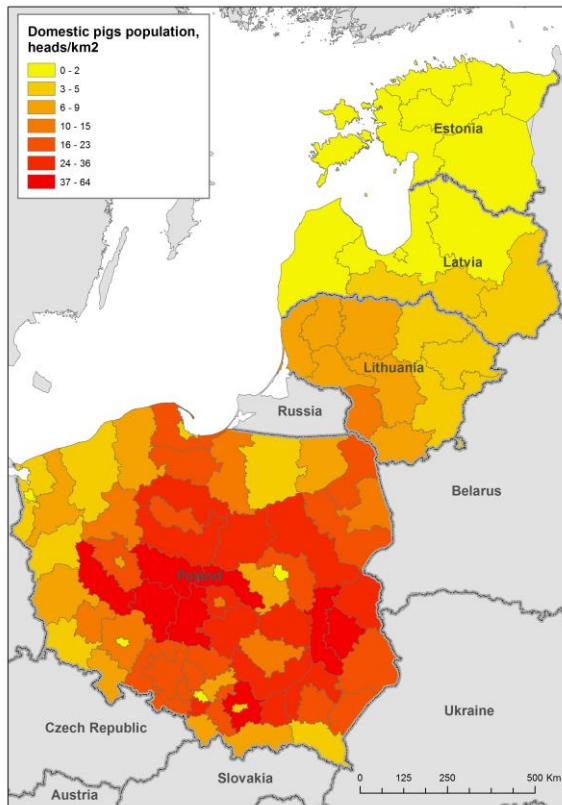 Domestic pigs population,
heads/km2
0 - 2
3 - 5
6 - 9
10 - 15
16 - 23
24 - 36
37 - 64
Estonia
Latvia
Lithuania
Russia
Belarus
Poland
Ukraine
Czech Republic
Slovakia
Austria
0 125 250 500 Km